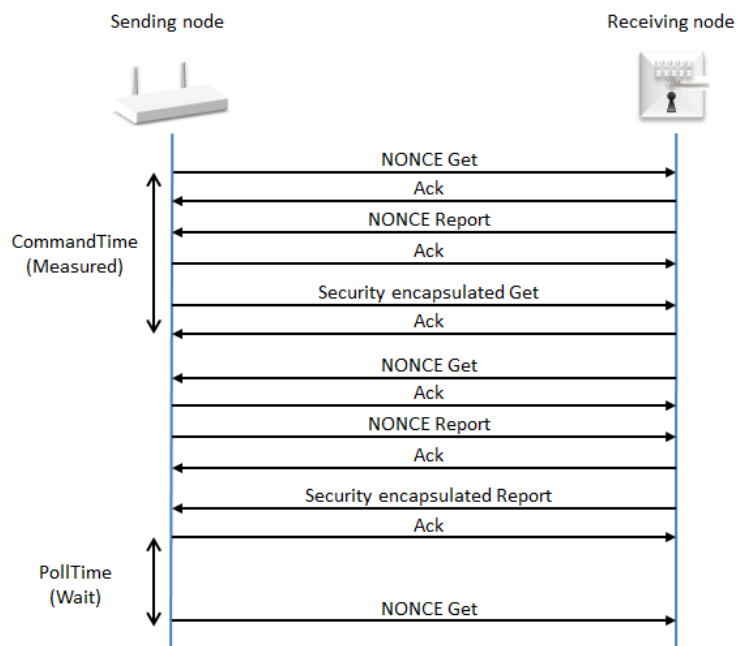 Sending node
Receiving node
NONCE Get
Ack
NONCE Report
CommandTime
(Measured)
Ack
Security encapsulated Get
Ack
NONCE Get
Ack
NONCE Report
Ack
Security encapsulated Report
Ack
PollTime
(Wait)
NONCE Get